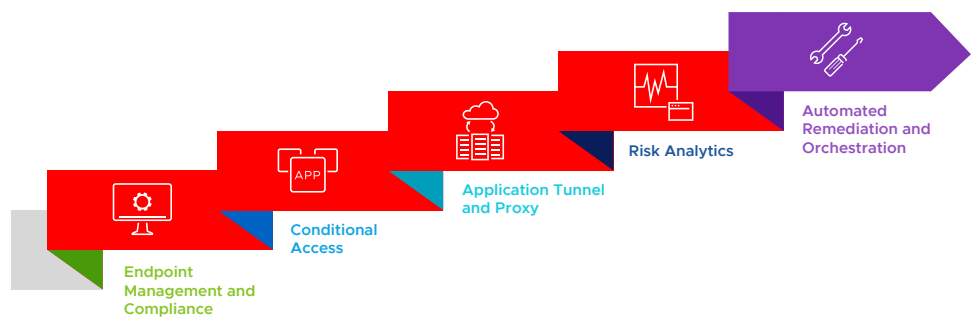 Endpoint
Management and
Compliance
APP
Conditional
Access
Application Tunnel
and Proxy
Risk Analytics
Automated
Remediation and
Orchestration